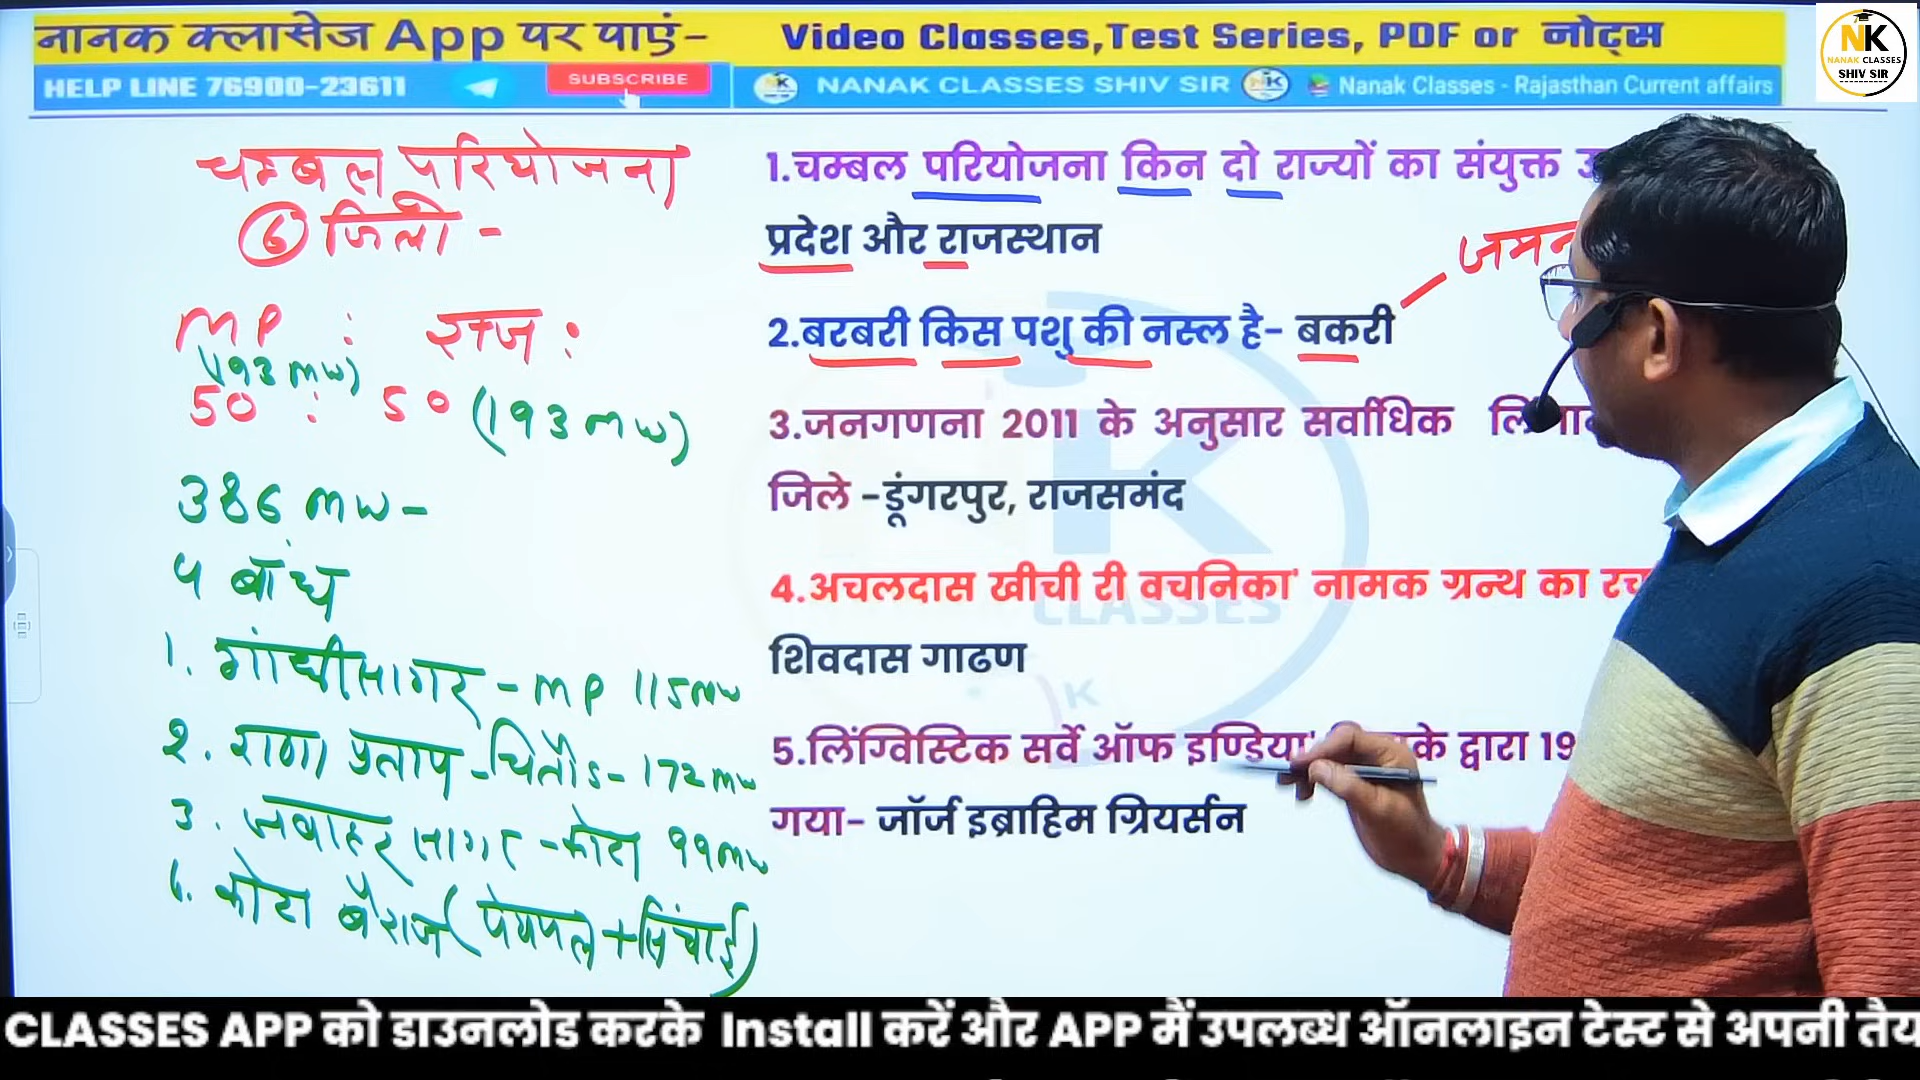 नानक क्लासेज App पर पाएं- Video Classes,Test Series, PDF or नोट्स
HELP LINE 76900-23611 SUBSCRIBE NANAK CLASSES SHIV SIR Nanak Classes - Rajasthan Current affairs
NK
NANAK CLASSES
SHIV SIR
चम्बल परियोजना
6 जिलो -
MP : राज :
(193 mw)
50 : 50 (193 mw)
386 mw -
4 बांध
1. गांधीसागर - MP 115mw
2. राणा प्रताप - चितौड - 172 mw
3. जवाहर सागर - कोटा 99mw
कोटा बैराज (पेयजल + सिंचाई)
1.चम्बल परियोजना किन दो राज्यों का संयुक्त
प्रदेश और राजस्थान
2.बरबरी किस पशु की नस्ल है- बकरी
3.जनगणना 2011 के अनुसार सर्वाधिक
जिले -डूंगरपुर, राजसमंद
4.अचलदास खीची री वचनिका' नामक ग्रन्थ का
शिवदास गाढण
5.लिंग्विस्टिक सर्वे ऑफ इण्डिया' के द्वारा 19
गया- जॉर्ज इब्राहिम ग्रियर्सन
K
CLASSES
CLASSES APP को डाउनलोड करके Install करें और APP मैं उपलब्ध ऑनलाइन टेस्ट से अपनी